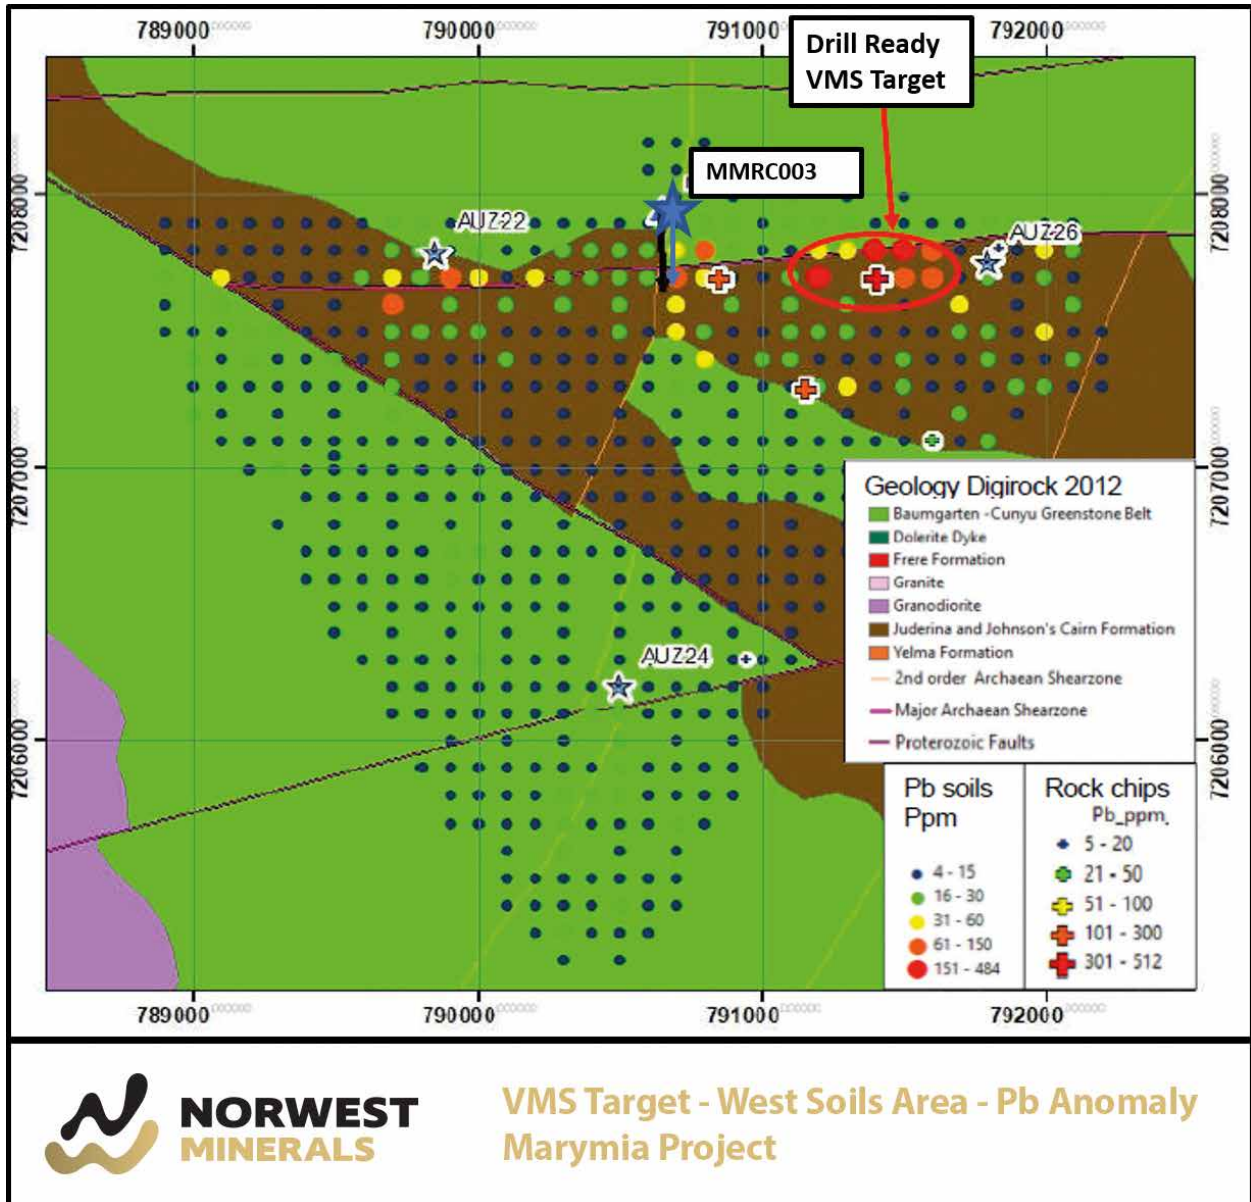 789000
790000
791000
792000
Drill Ready
VMS Target
MMRC003
7208000
7208000
AUZ22
AUZ26
7207000
7207000
Geology Digirock 2012
Baumgarten -Cunyu Greenstone Belt
Dolerite Dyke
Frere Formation
Granite
Granodiorite
Juderina and Johnson's Cairn Formation
Yelma Formation
2nd order Archaean Shearzone
Major Archaean Shearzone
Proterozoic Faults
AUZ24
7206000
7206000
Pb soils
Ppm
4 - 15
16 - 30
31 - 60
61 - 150
151 - 484
Rock chips
Pb_ppm.
5 - 20
21 - 50
51 - 100
101 - 300
301 - 512
789000
790000
791000
792000
NORWEST
MINERALS
VMS Target - West Soils Area - Pb Anomaly
Marymia Project